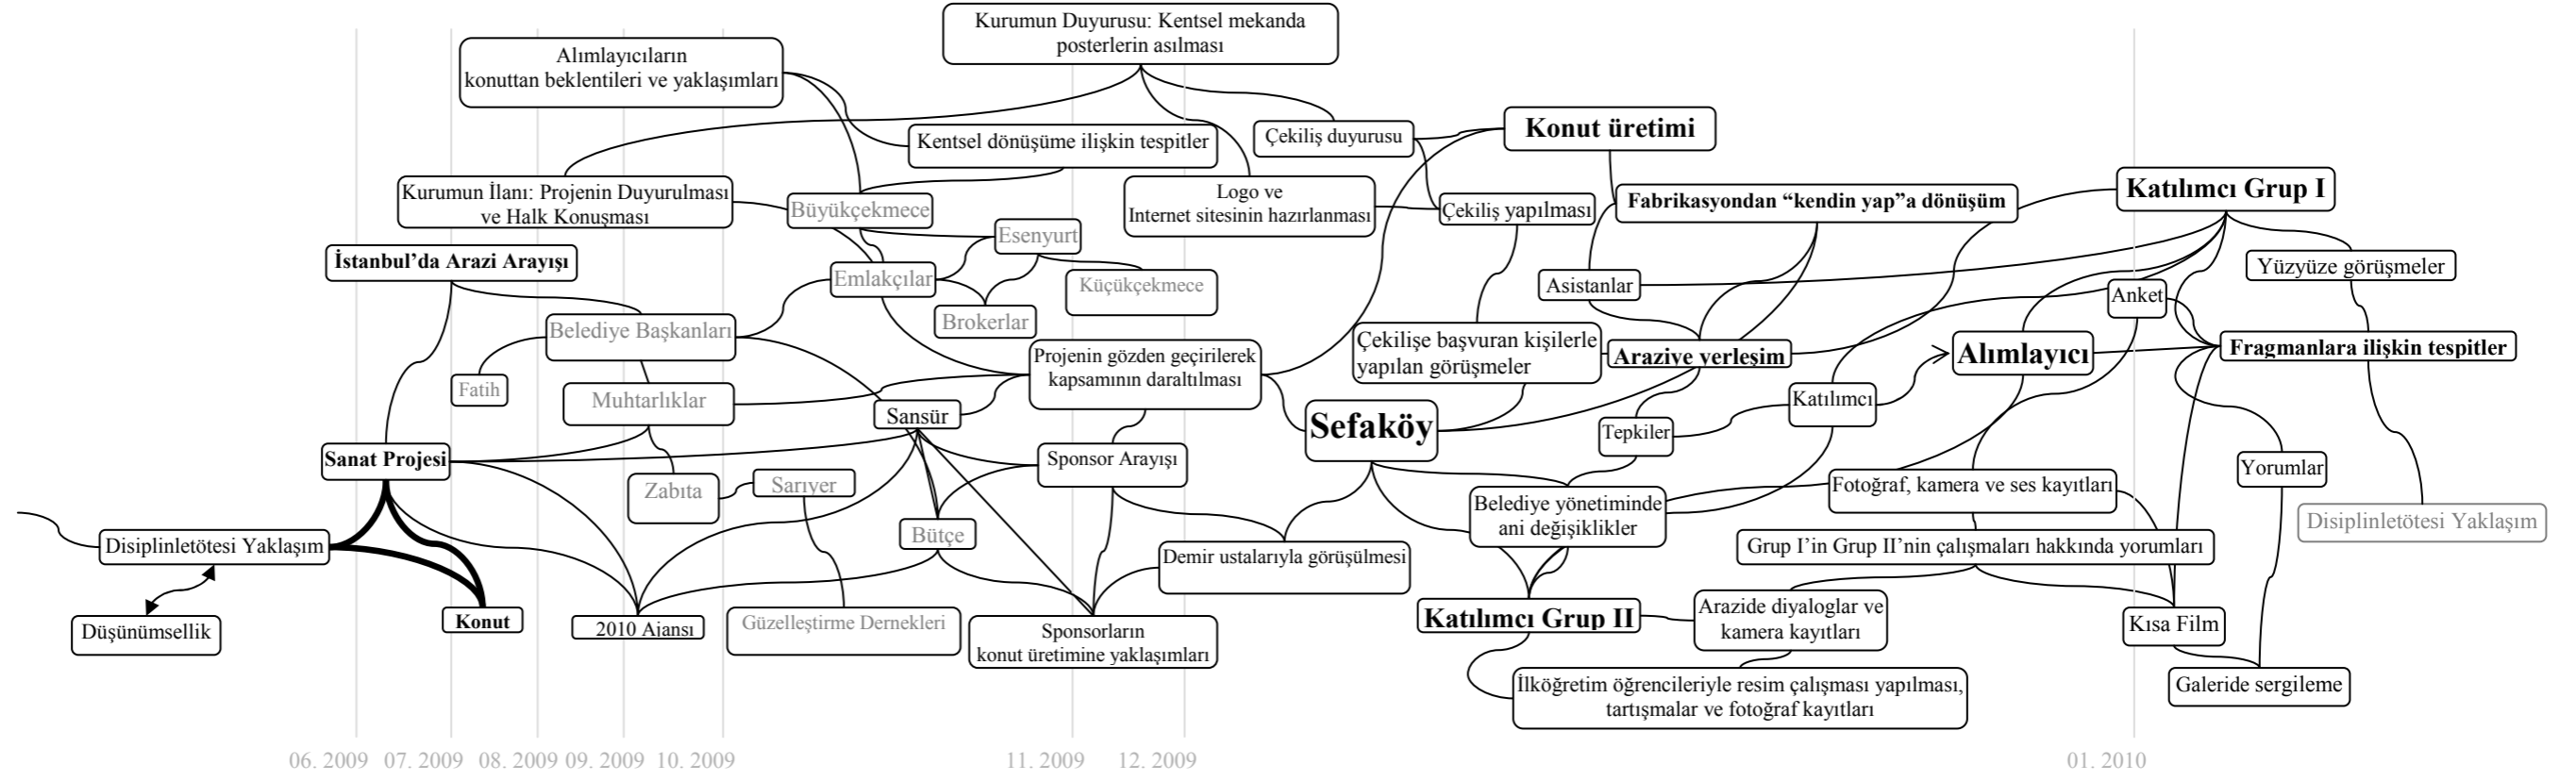 Kurumun Duyurusu: Kentsel mekanda
posterlerin asılması
Alımlayıcıların
konuttan beklentileri ve yaklaşımları
Kentsel dönüşüme ilişkin tespitler
Çekiliş duyurusu
Konut üretimi
Kurumun İlanı: Projenin Duyurulması
ve Halk Konuşması
Büyükçekmece
Logo ve
Internet sitesinin hazırlanması
Çekiliş yapılması
Fabrikasyondan “kendin yap”a dönüşüm
Katılımcı Grup I
İstanbul’da Arazi Arayışı
Esenyurt
Emlakçılar
Küçükçekmece
Brokerlar
Asistanlar
Yüzyüze görüşmeler
Anket
Belediye Başkanları
Fatih
Muhtarlıklar
Projenin gözden geçirilerek
kapsamının daraltılması
Çekilişe başvuran kişilerle
yapılan görüşmeler
Araziye yerleşim
Alımlayıcı
Fragmanlara ilişkin tespitler
Sansür
Sefaköy
Katılımcı
Tepkiler
Sanat Projesi
Sponsor Arayışı
Zabıta
Sarıyer
Fotoğraf, kamera ve ses kayıtları
Yorumlar
Belediye yönetiminde
ani değişiklikler
Disiplinletötesi Yaklaşım
Disiplinletötesi Yaklaşım
Bütçe
Demir ustalarıyla görüşülmesi
Grup I’in Grup II’nin çalışmaları hakkında yorumları
Düşünümsellik
Konut
2010 Ajansı
Güzelleştirme Dernekleri
Sponsorların
konut üretimine yaklaşımları
Katılımcı Grup II
Arazide diyaloglar ve
kamera kayıtları
Kısa Film
İlköğretim öğrencileriyle resim çalışması yapılması,
tartışmalar ve fotoğraf kayıtları
Galeride sergileme
06. 2009 07. 2009 08. 2009 09. 2009 10. 2009 11. 2009 12. 2009 01. 2010